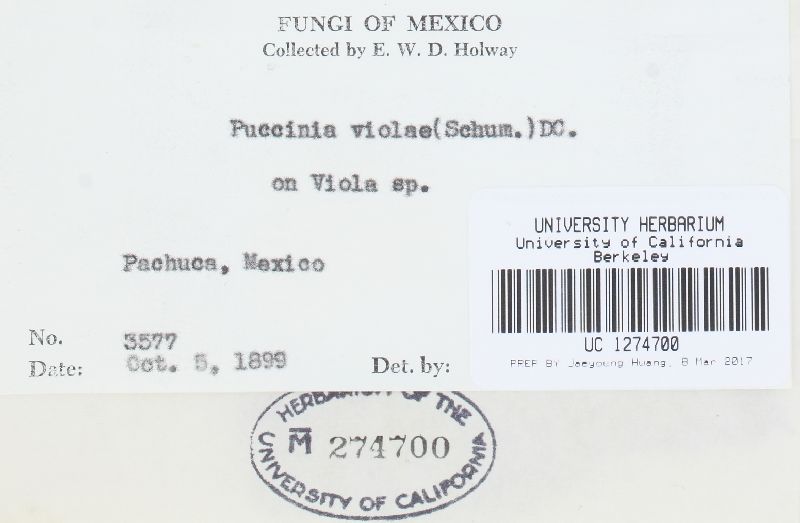 FUNGI OF MEXICO
Collected by E. W. D. Holway
Puccinia violae(Schum.)DC.
on Viola sp.
Pachuca, Mexico
No. 3577
Date: Oct. 5, 1899
Det. by:
UNIVERSITY HERBARIUM
University of California
Berkeley
UC 1274700
PREP BY Jaeyoung Huang, 8 Mar 2017
HERBARIUM OF THE
M 274700
UNIVERSITY OF CALIFORNIA